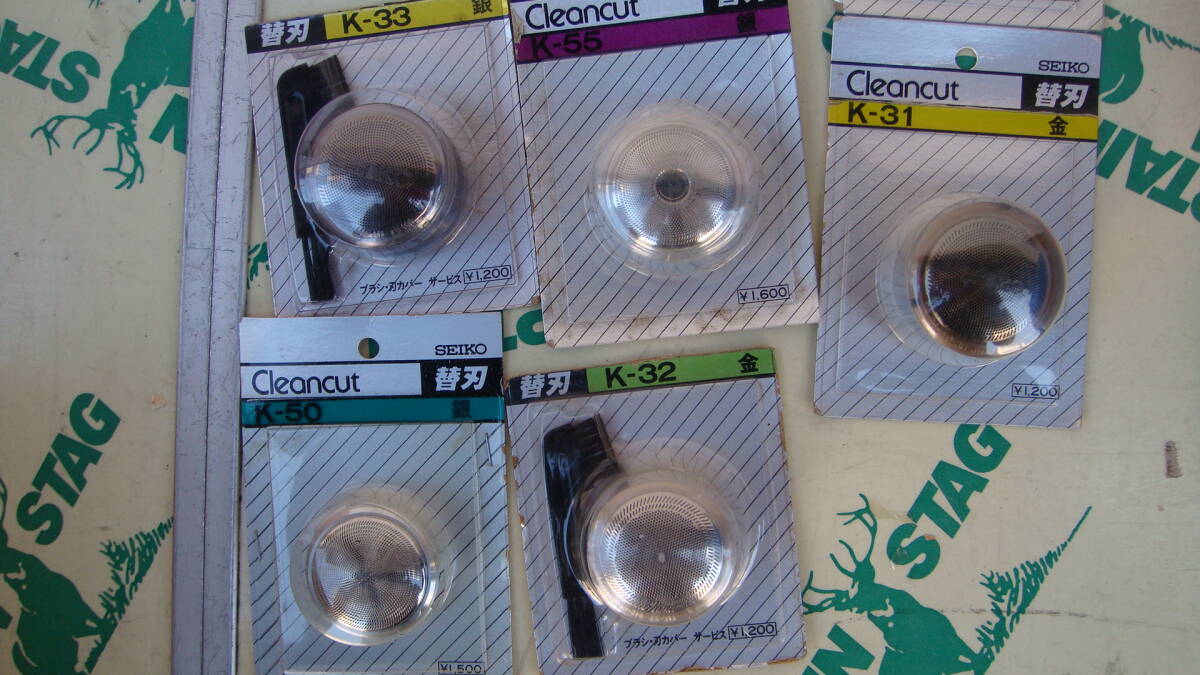 替刃 K-33 銀
ブラシ・刃カバー サービス ¥1,200
Cleancut
K-55 銀
¥1,600
SEIKO
Cleancut 替刃
K-31 金
¥1,200
SEIKO
Cleancut 替刃
K-50 銀
¥1,500
替刃 K-32 金
ブラシ・刃カバー サービス ¥1,200
STAG
STAG